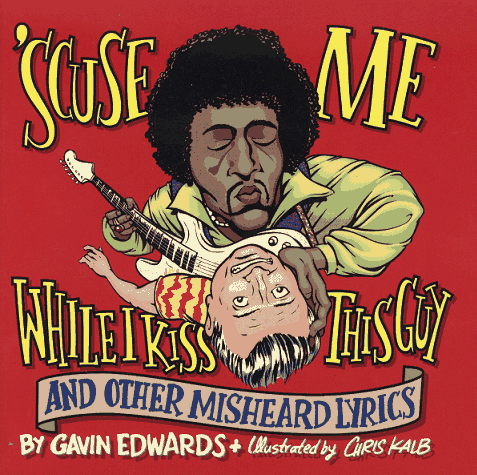 'SCUSE ME
WHILE I KISS THIS GUY
AND OTHER MISHEARD LYRICS
BY GAVIN EDWARDS + Illustrated by CHRIS KALB